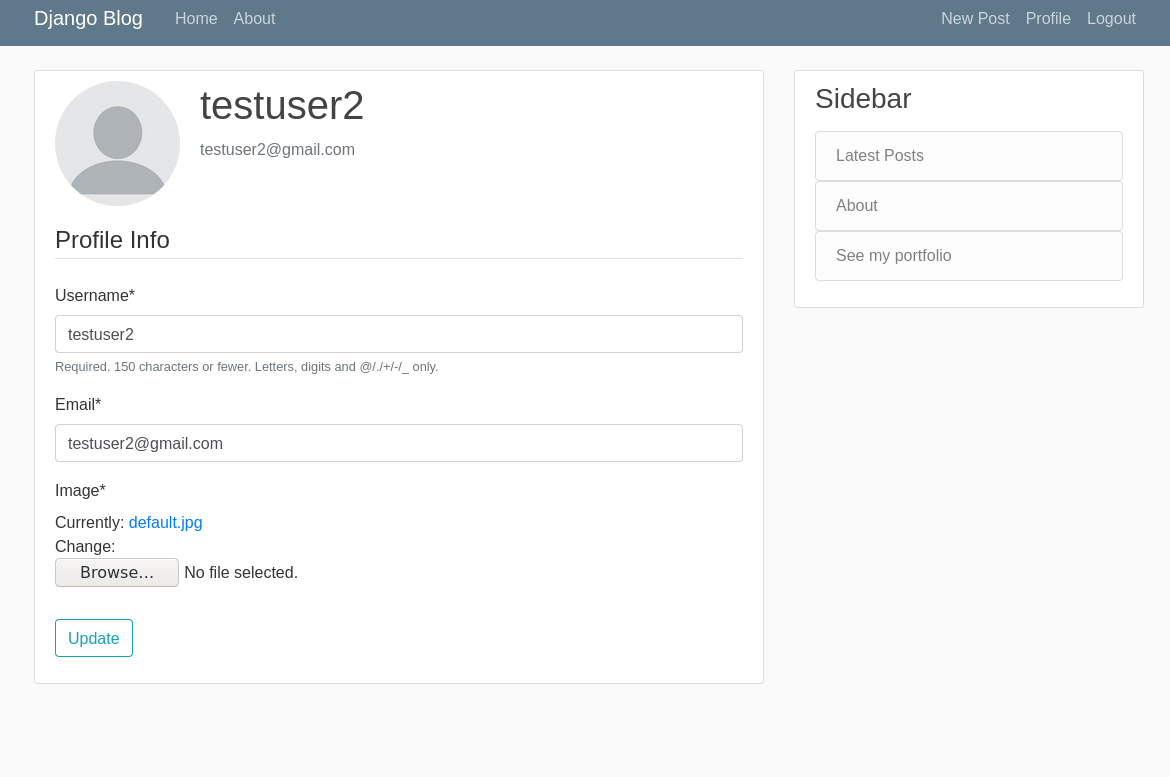 Django Blog Home About New Post Profile Logout
testuser2
testuser2@gmail.com
Profile Info
Username*
testuser2
Required. 150 characters or fewer. Letters, digits and @/./+/-/_ only.
Email*
testuser2@gmail.com
Image*
Currently: default.jpg
Change:
Browse... No file selected.
Update
Sidebar
Latest Posts
About
See my portfolio